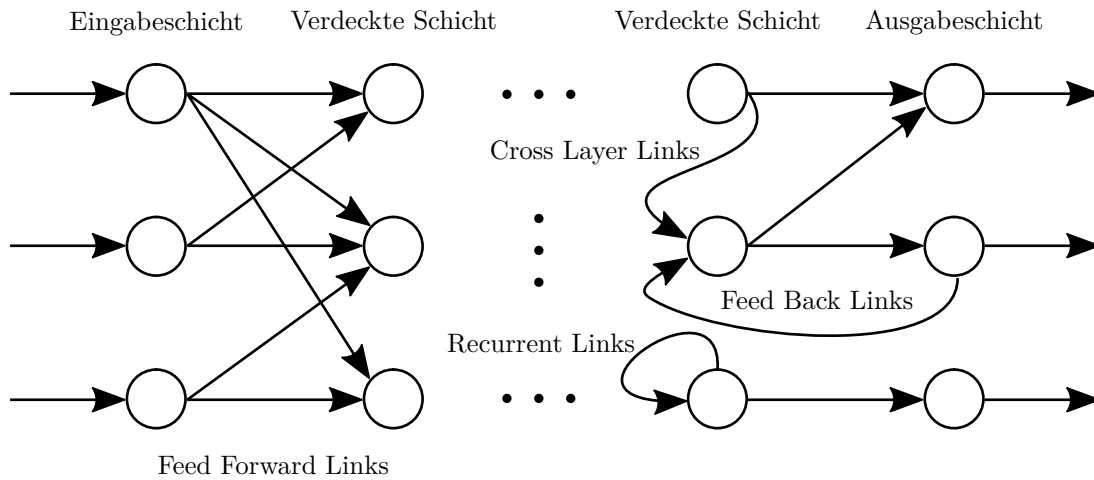 Eingabeschicht
Verdeckte Schicht
Verdeckte Schicht
Ausgabeschicht
Cross Layer Links
Feed Back Links
Recurrent Links
Feed Forward Links